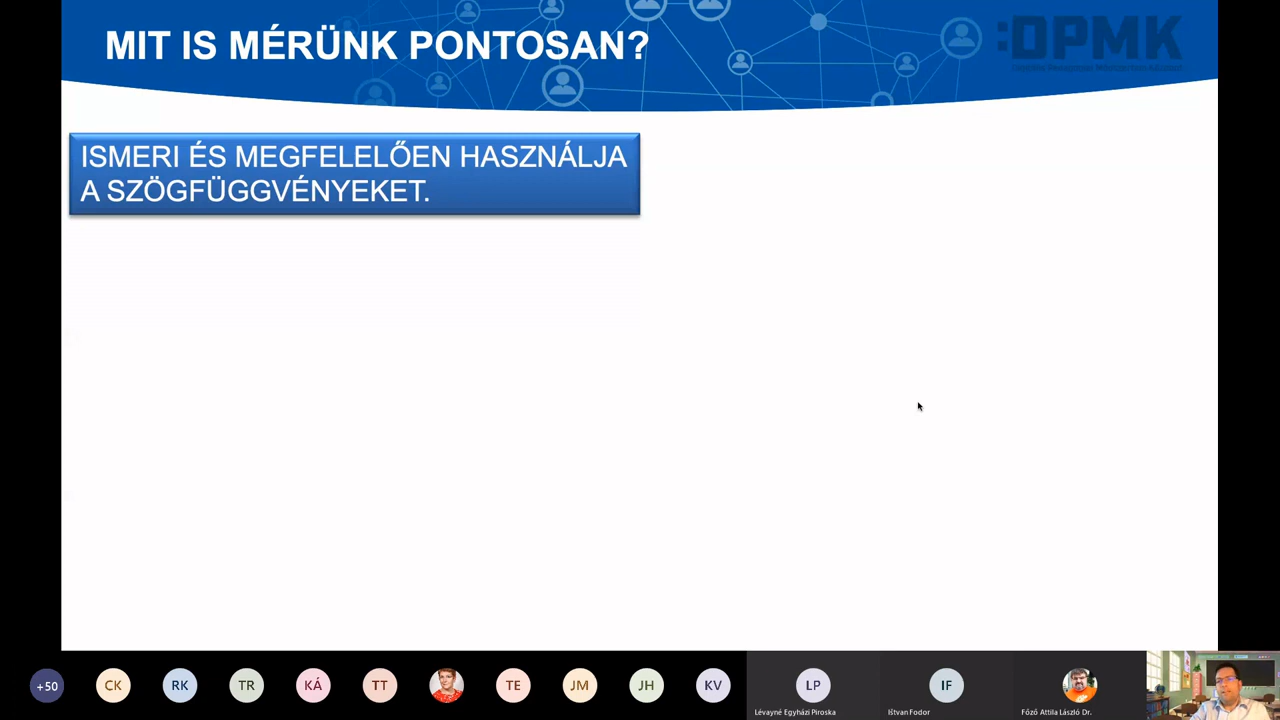 MIT IS MÉRÜNK PONTOSAN?
:DPMK
ISMERI ÉS MEGFELELŐEN HASZNÁLJA
A SZÖGFÜGGVÉNYEKET.
+50
CK
RK
TR
KÁ
TT
TE
JM
JH
KV
LP
IF
Lévayné Egyházi Piroska
Fodor
Főző Attila László Dr.